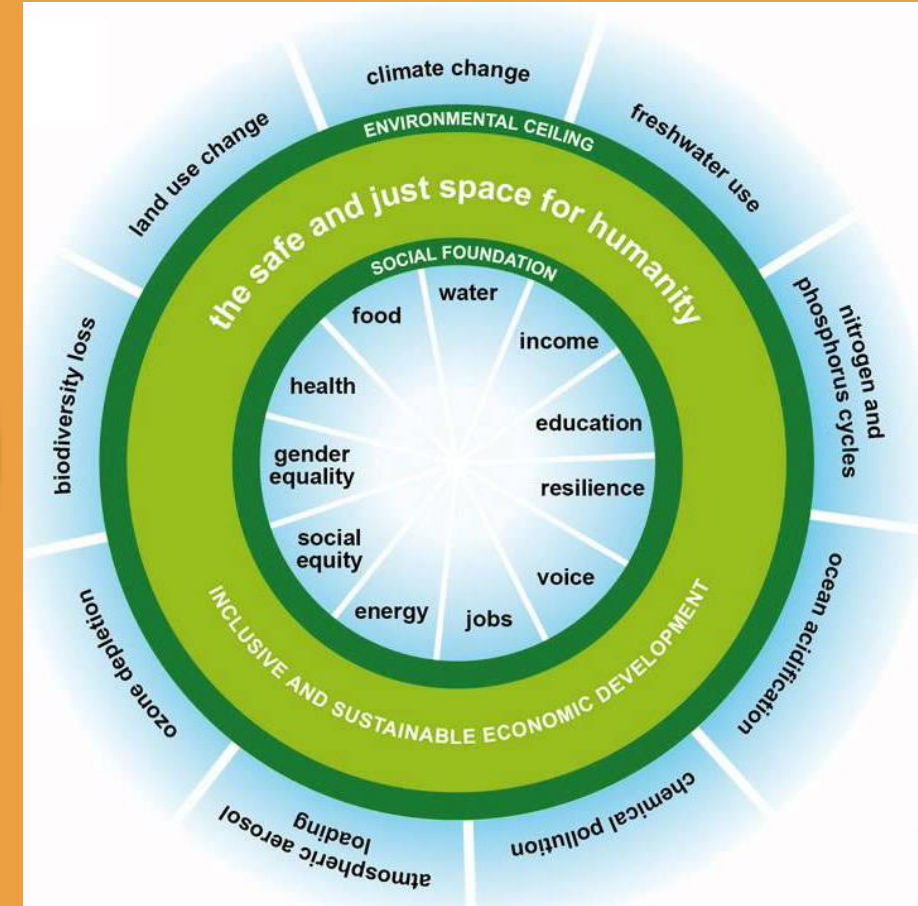 climate change
freshwater use
nitrogen and
phosphorus cycles
ocean acidification
chemical pollution
atmospheric aerosol
loading
ozone depletion
biodiversity loss
land use change
ENVIRONMENTAL CEILING
the safe and just space for humanity
SOCIAL FOUNDATION
water
income
education
resilience
voice
jobs
energy
social
equity
gender
equality
health
food
INCLUSIVE AND SUSTAINABLE ECONOMIC DEVELOPMENT